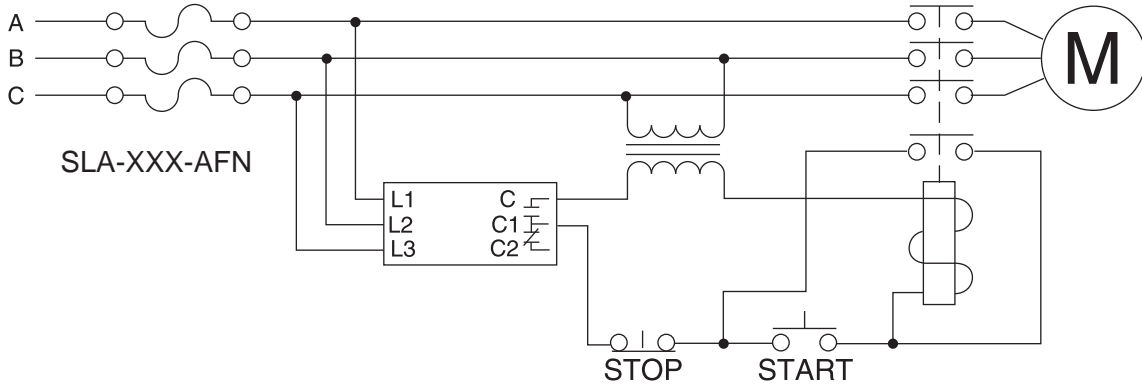 A
B
C
M
SLA-XXX-AFN
L1 C
L2 C1
L3 C2
STOP START